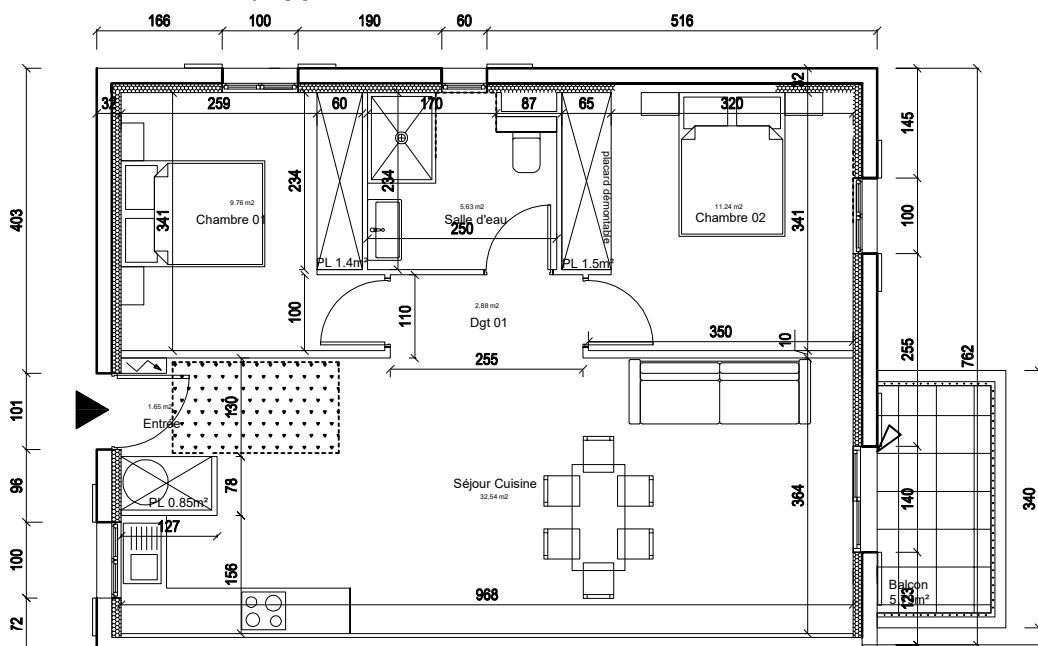 166 100 190 60 516
32 259 60 170 87 65 320 32
145
403
234
341
9.76 m2
Chambre 01
234
5,63 m2
Salle d'eau
250
placard démontable
11.24 m2
Chambre 02
341
100
PL 1.4m²
PL 1.5m²
100
110
2,88 m2
Dgt 01
350
10
255
255
762
101
1.65 m2
Entrée
130
96
PL 0.85m²
78
127
Séjour Cuisine
32,54 m2
364
140
340
100
156
968
Balcon
123
72